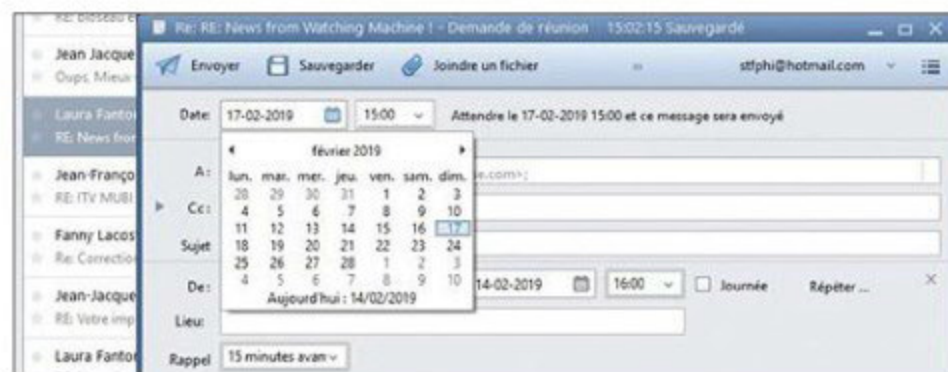 Re: RE: News from Watching Machine ! - Demande de réunion 15:02:15 Sauvegardé
Envoyer Sauvegarder Joindre un fichier stfphi@hotmail.com
Date: 17-02-2019 15:00 Attendre le 17-02-2019 15:00 et ce message sera envoyé
A:
Cc:
Sujet
février 2019
lun. mar. mer. jeu. ven. sam. dim.
28 29 30 31 1 2 3
4 5 6 7 8 9 10
11 12 13 14 15 16 17
18 19 20 21 22 23 24
25 26 27 28 1 2 3
4 5 6 7 8 9 10
Aujourd'hui : 14/02/2019
De: 14-02-2019 16:00 Journée Répéter ...
Lieu:
Rappel 15 minutes avan
Jean Jacque
Oups, Mieux
Laura Fanto
RE: News fro
Jean-Franço
RE: ITV MUBI
Fanny Lacos
Re: Correctio
Jean-Jacque
RE: Votre imp
Laura Fanto